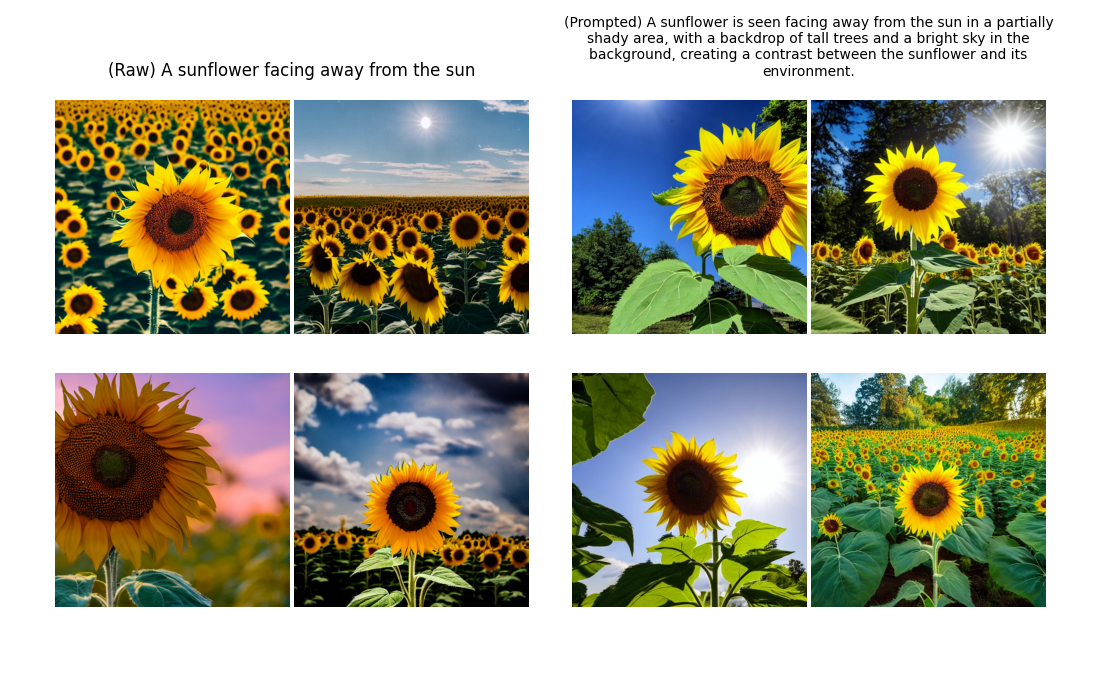 (Raw) A sunflower facing away from the sun
(Prompted) A sunflower is seen facing away from the sun in a partially
shady area, with a backdrop of tall trees and a bright sky in the
background, creating a contrast between the sunflower and its
environment.